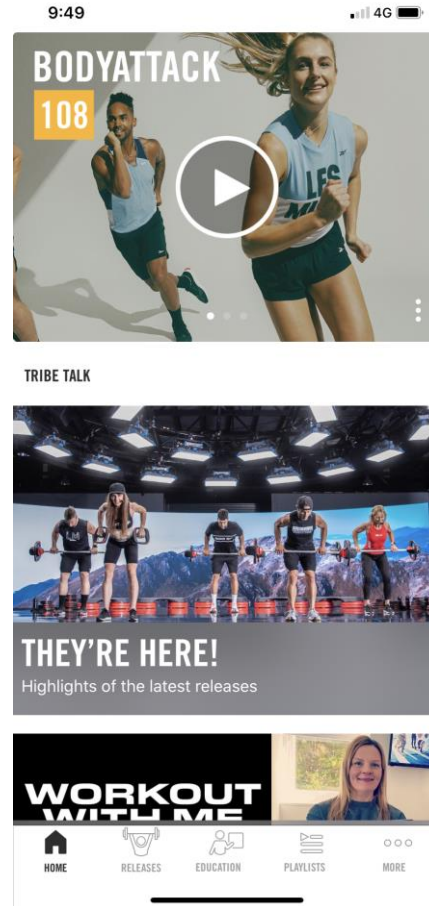 9:49
4G
BODYATTACK
108
LES
TRIBE TALK
THEY'RE HERE!
Highlights of the latest releases
WORKOUT
WITH ME
HOME
RELEASES
EDUCATION
PLAYLISTS
MORE